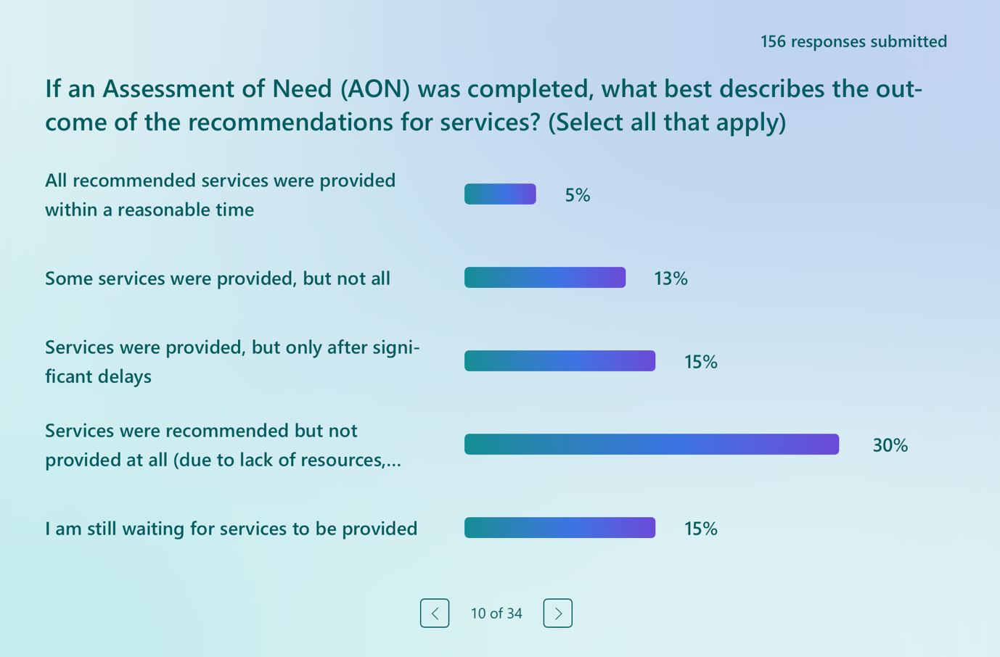 156 responses submitted
If an Assessment of Need (AON) was completed, what best describes the out-
come of the recommendations for services? (Select all that apply)
All recommended services were provided
within a reasonable time
5%
Some services were provided, but not all
13%
Services were provided, but only after signi-
ficant delays
15%
Services were recommended but not
provided at all (due to lack of resources,...
30%
I am still waiting for services to be provided
15%
10 of 34